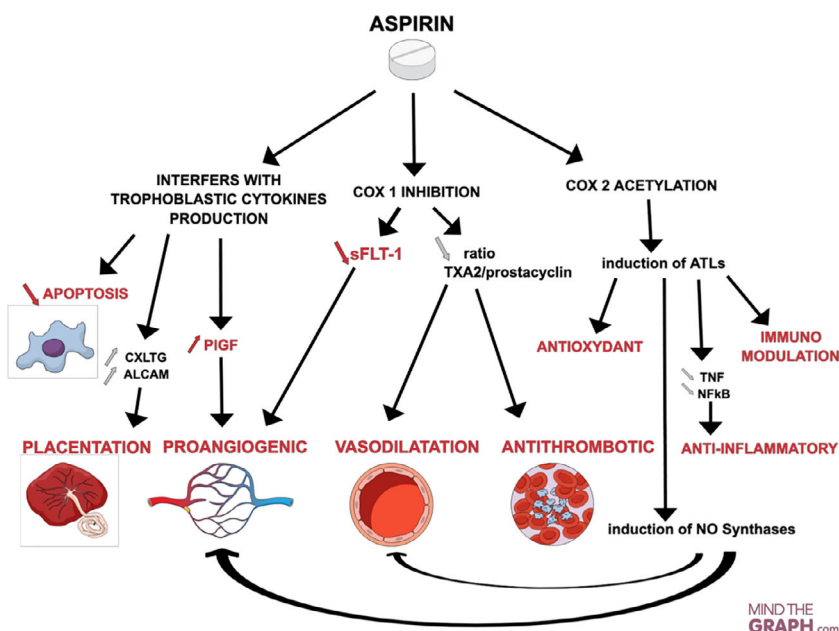 ASPIRIN
INTERFERS WITH
TROPHOBLASTIC CYTOKINES
PRODUCTION
COX 1 INHIBITION
COX 2 ACETYLATION
sFLT-1
ratio
TXA2/prostacyclin
induction of ATLs
APOPTOSIS
CXLTG
ALCAM
PIGF
ANTIOXYDANT
IMMUNO
MODULATION
TNF
NFkB
PLACENTATION
PROANGIOGENIC
VASODILATATION
ANTITHROMBOTIC
ANTI-INFLAMMATORY
induction of NO Synthases
MIND THE
GRAPH.com